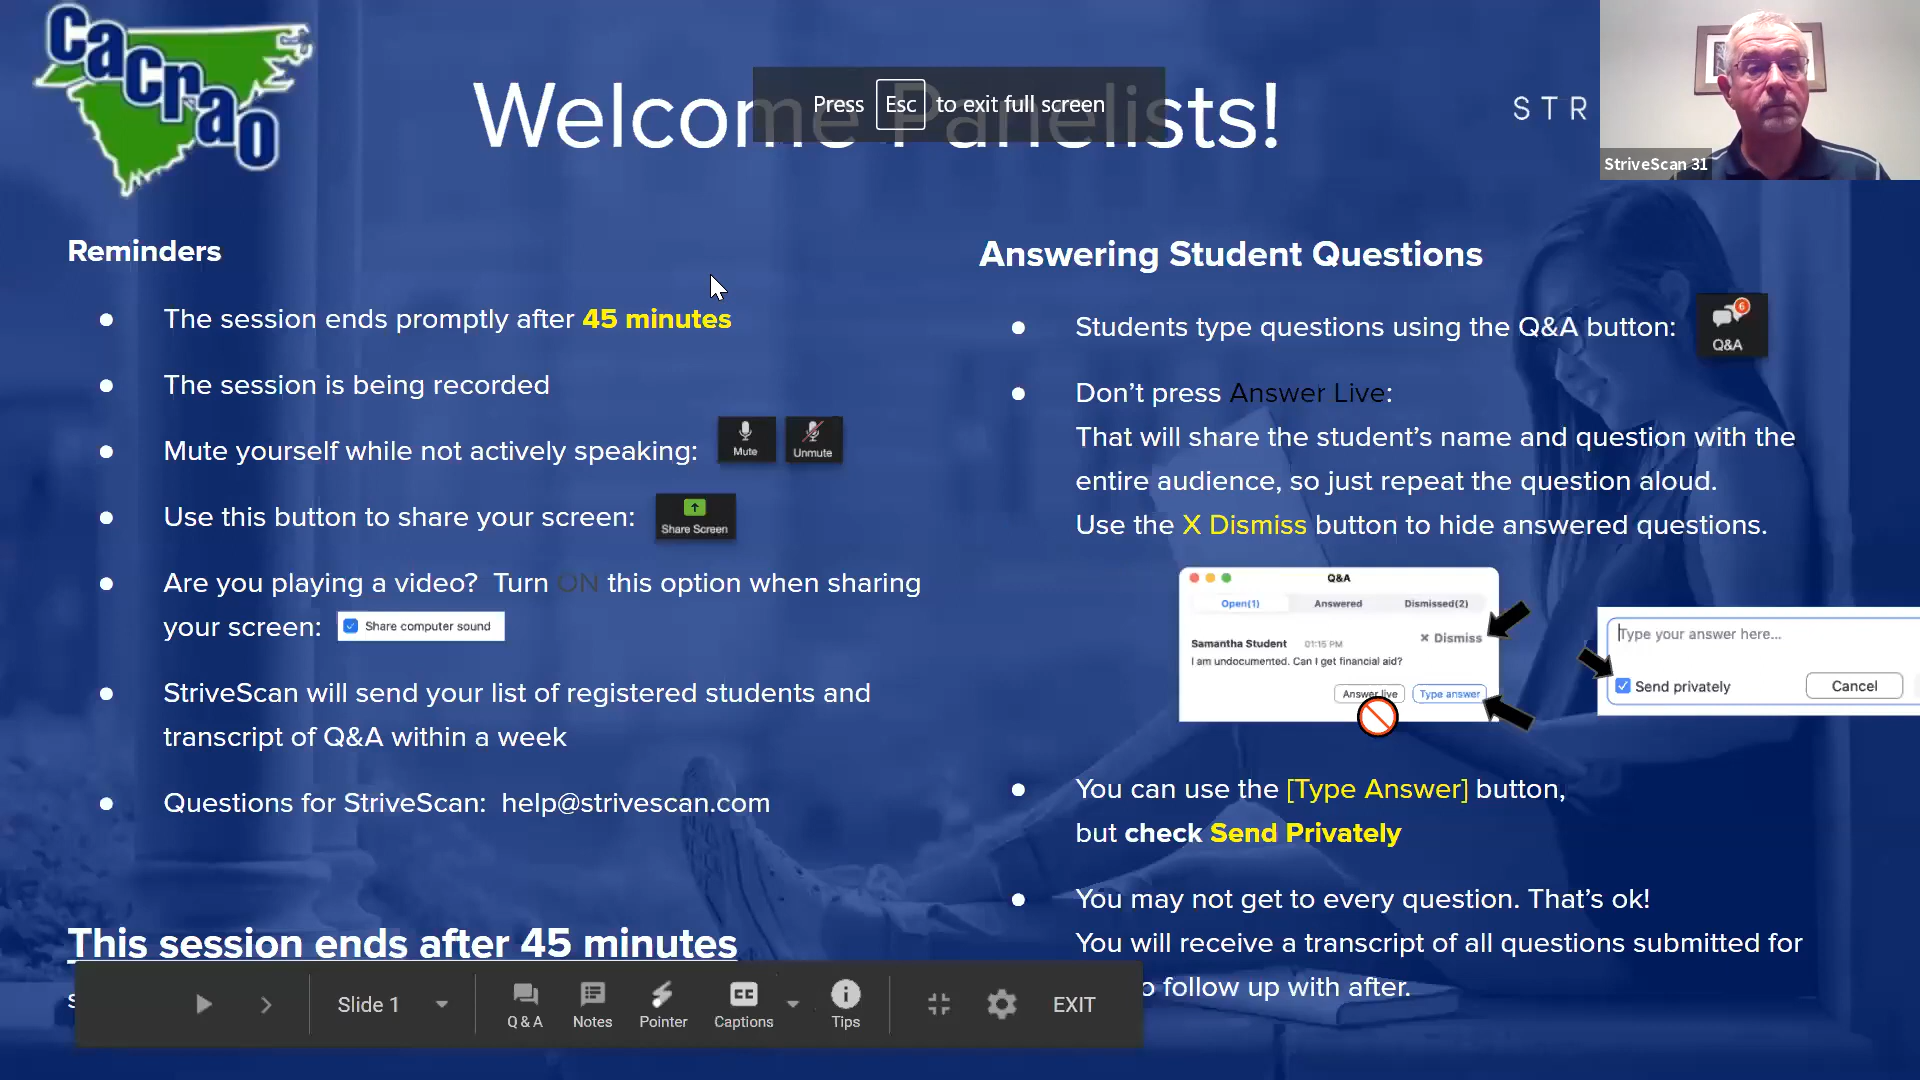 Cacrao
Welcome Panelists!
Press Esc to exit full screen
STR
StriveScan 31
Reminders
The session ends promptly after 45 minutes
The session is being recorded
Mute yourself while not actively speaking:
Mute
Unmute
Use this button to share your screen:
Share Screen
Are you playing a video? Turn ON this option when sharing
your screen:
Share computer sound
StriveScan will send your list of registered students and
transcript of Q&A within a week
Questions for StriveScan: help@strivescan.com
This session ends after 45 minutes
Answering Student Questions
Students type questions using the Q&A button:
6
Q&A
Don’t press Answer Live:
That will share the student’s name and question with the
entire audience, so just repeat the question aloud.
Use the X Dismiss button to hide answered questions.
Q&A
Open(1) Answered Dismissed(2)
Samantha Student 01:15 PM × Dismiss
I am undocumented. Can I get financial aid?
Answer live Type answer
Type your answer here...
Send privately Cancel
You can use the [Type Answer] button,
but check Send Privately
You may not get to every question. That’s ok!
You will receive a transcript of all questions submitted for
follow up with after.
Slide 1
Q & A
Notes
Pointer
CC
Captions
Tips
EXIT